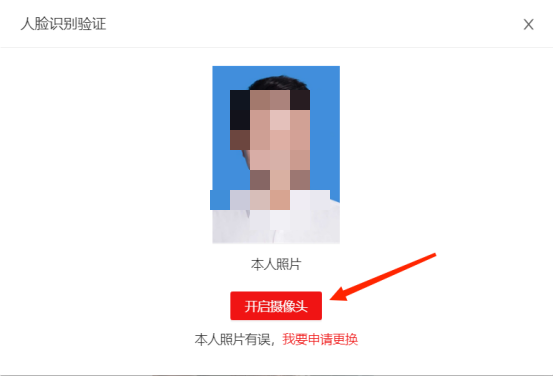 人脸识别验证
本人照片
开启摄像头
本人照片有误，我要申请更换